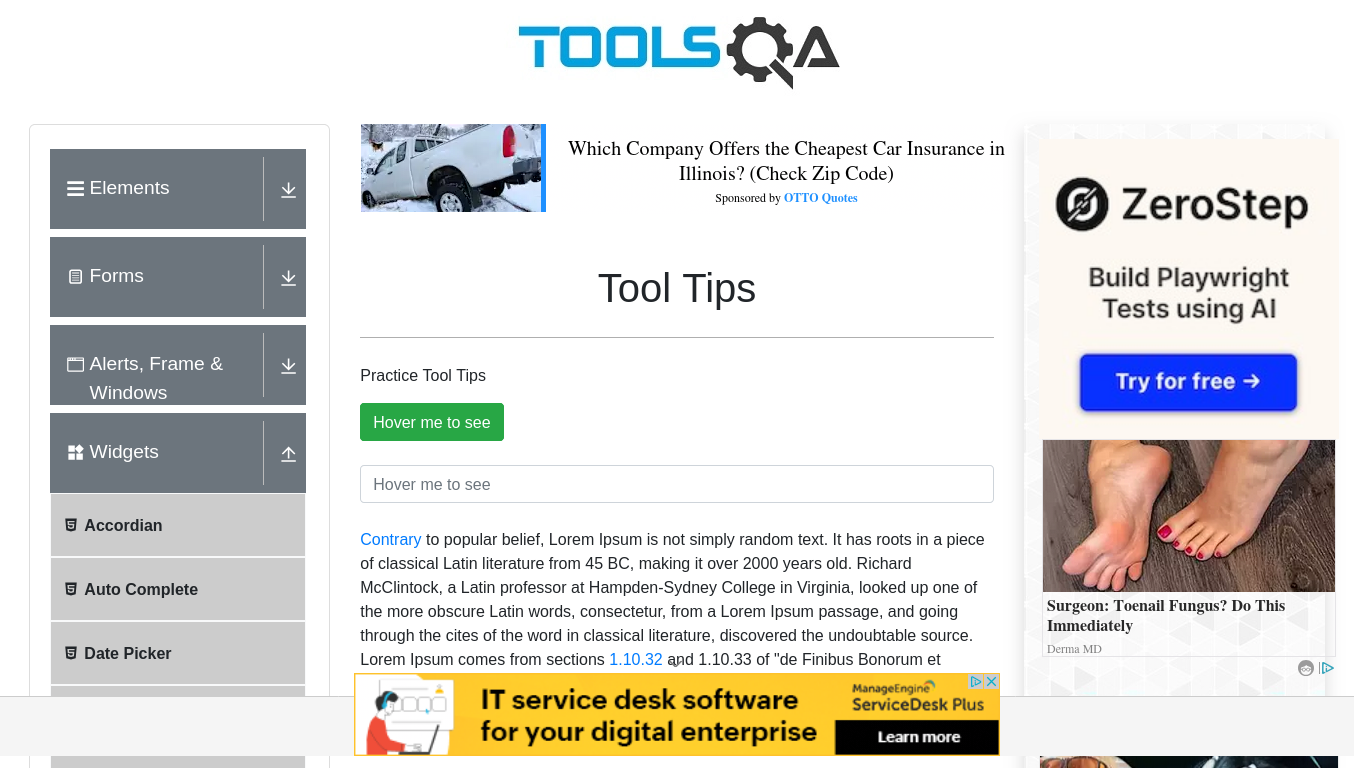 TOOLSQA
Elements
Forms
Alerts, Frame &
Windows
Widgets
Accordian
Auto Complete
Date Picker
Which Company Offers the Cheapest Car Insurance in
Illinois? (Check Zip Code)
Sponsored by OTTO Quotes
Tool Tips
Practice Tool Tips
Hover me to see
Hover me to see
Contrary to popular belief, Lorem Ipsum is not simply random text. It has roots in a piece
of classical Latin literature from 45 BC, making it over 2000 years old. Richard
McClintock, a Latin professor at Hampden-Sydney College in Virginia, looked up one of
the more obscure Latin words, consectetur, from a Lorem Ipsum passage, and going
through the cites of the word in classical literature, discovered the undoubtable source.
Lorem Ipsum comes from sections 1.10.32 and 1.10.33 of "de Finibus Bonorum et
ZeroStep
Build Playwright
Tests using AI
Try for free →
Surgeon: Toenail Fungus? Do This
Immediately
Derma MD
IT service desk software
for your digital enterprise
ManageEngine
ServiceDesk Plus
Learn more